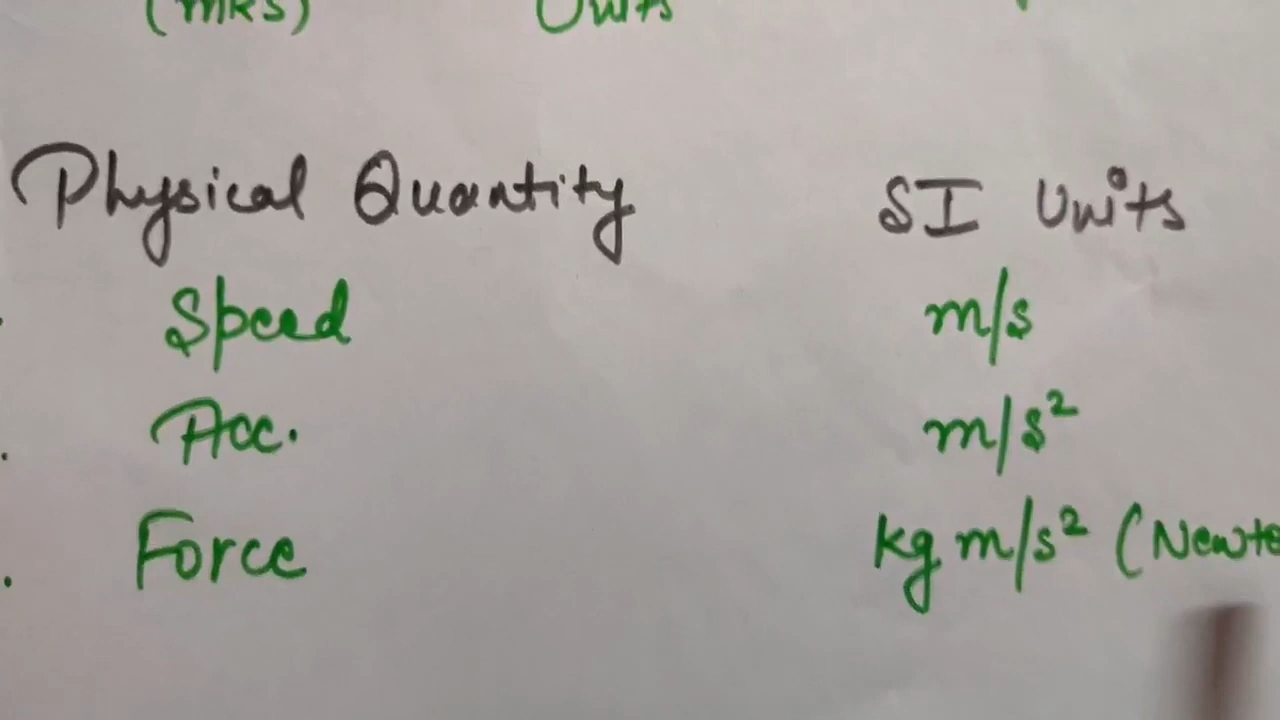 (MKS) Units
Physical Quantity SI Units
Speed m/s
Acc. m/s²
Force kg m/s² (Newto